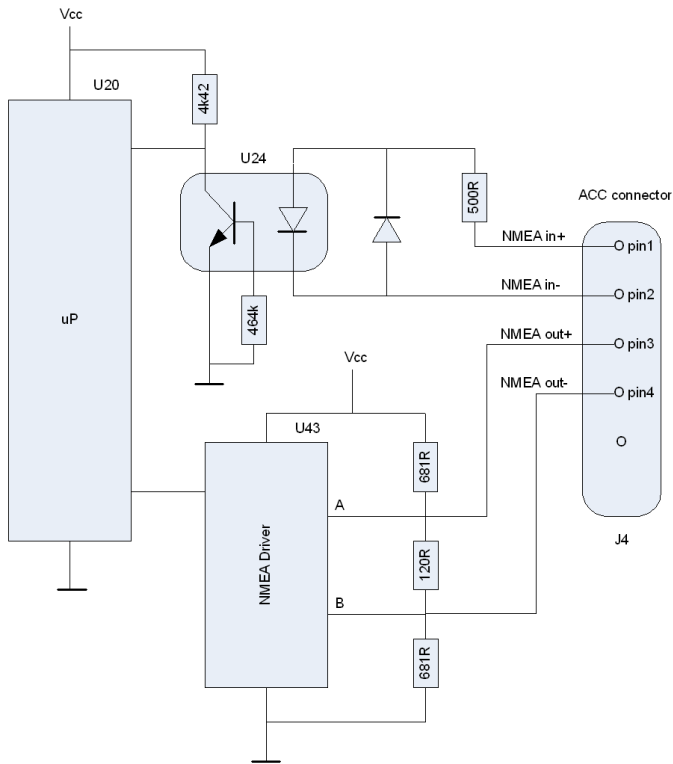 Vcc
U20
4k42
U24
500R
ACC connector
NMEA in+
O pin1
NMEA in-
O pin2
uP
464k
NMEA out+
O pin3
Vcc
NMEA out-
O pin4
U43
681R
O
A
J4
NMEA Driver
120R
B
681R